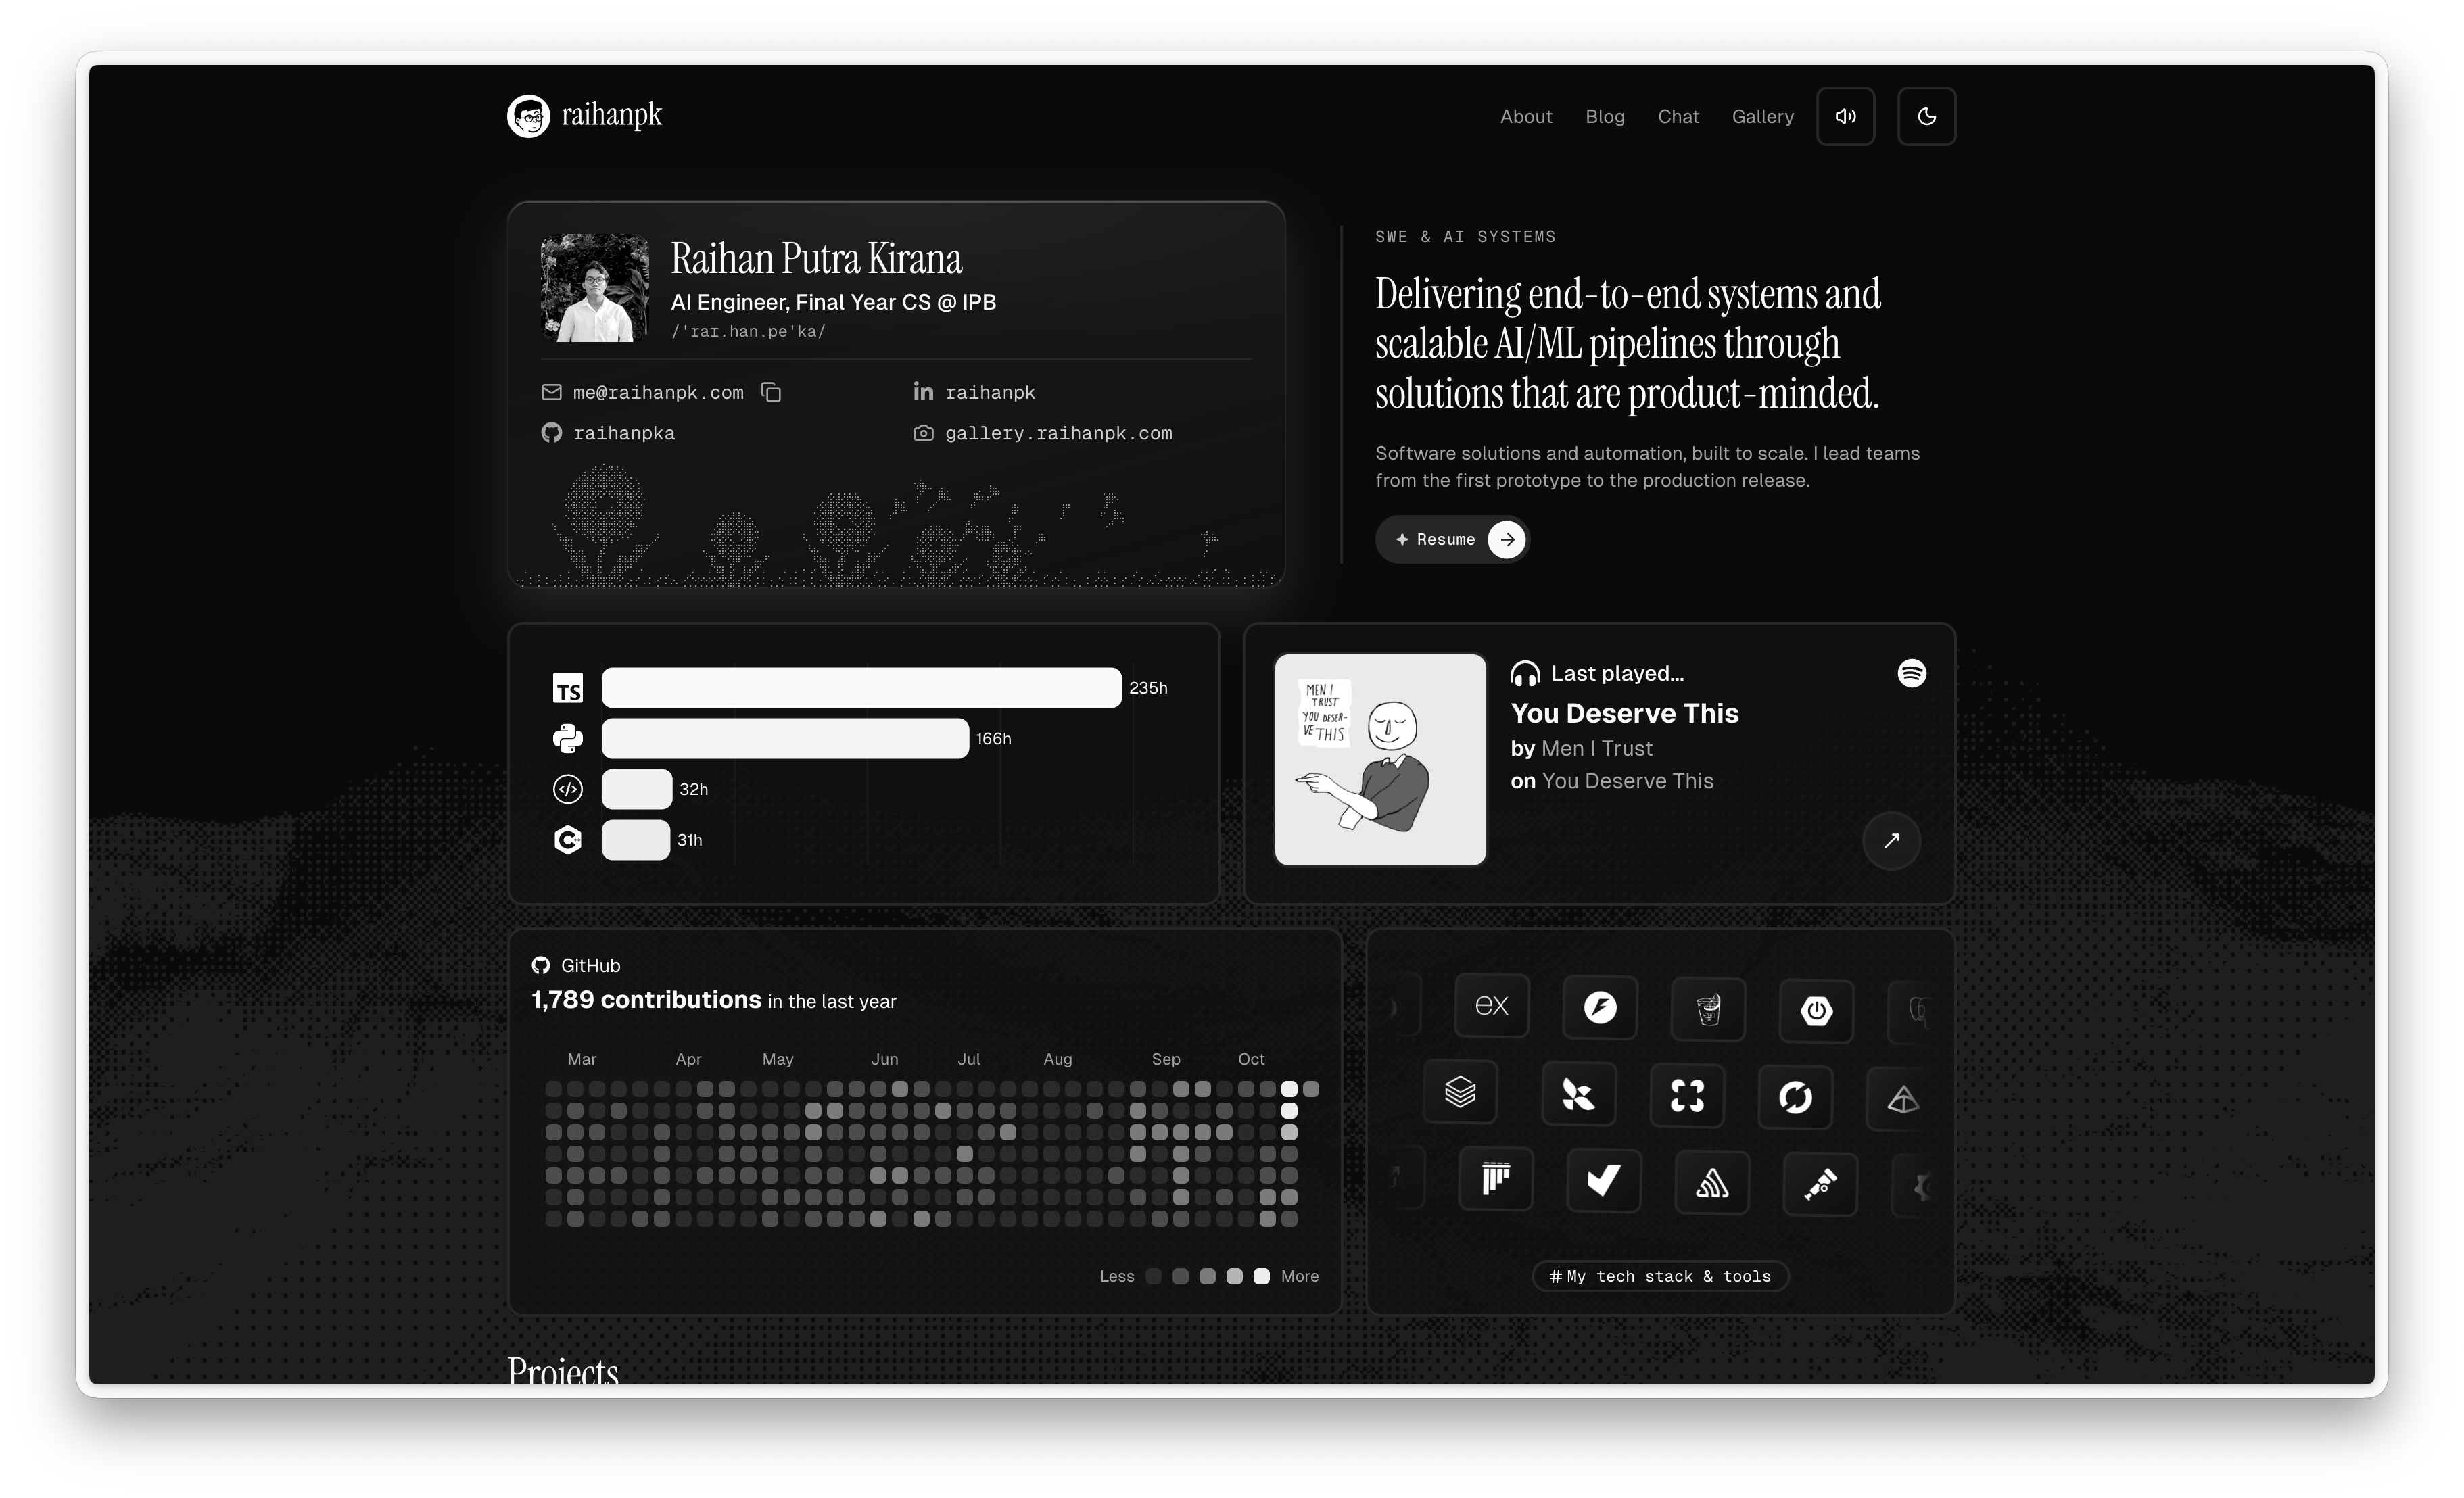 raihanpk
About
Blog
Chat
Gallery
Raihan Putra Kirana
AI Engineer, Final Year CS @ IPB
/'raɪ.han.pe'ka/
me@raihanpk.com
raihanpk
raihanpka
gallery.raihanpk.com
SWE & AI SYSTEMS
Delivering end-to-end systems and
scalable AI/ML pipelines through
solutions that are product-minded.
Software solutions and automation, built to scale. I lead teams
from the first prototype to the production release.
Resume
TS
235h
166h
32h
31h
MEN I
TRUST
YOU DESER-
VE THIS
Last played...
You Deserve This
by Men I Trust
on You Deserve This
GitHub
1,789 contributions in the last year
Mar Apr May Jun Jul Aug Sep Oct
Less
More
ex
#My tech stack & tools
Projects